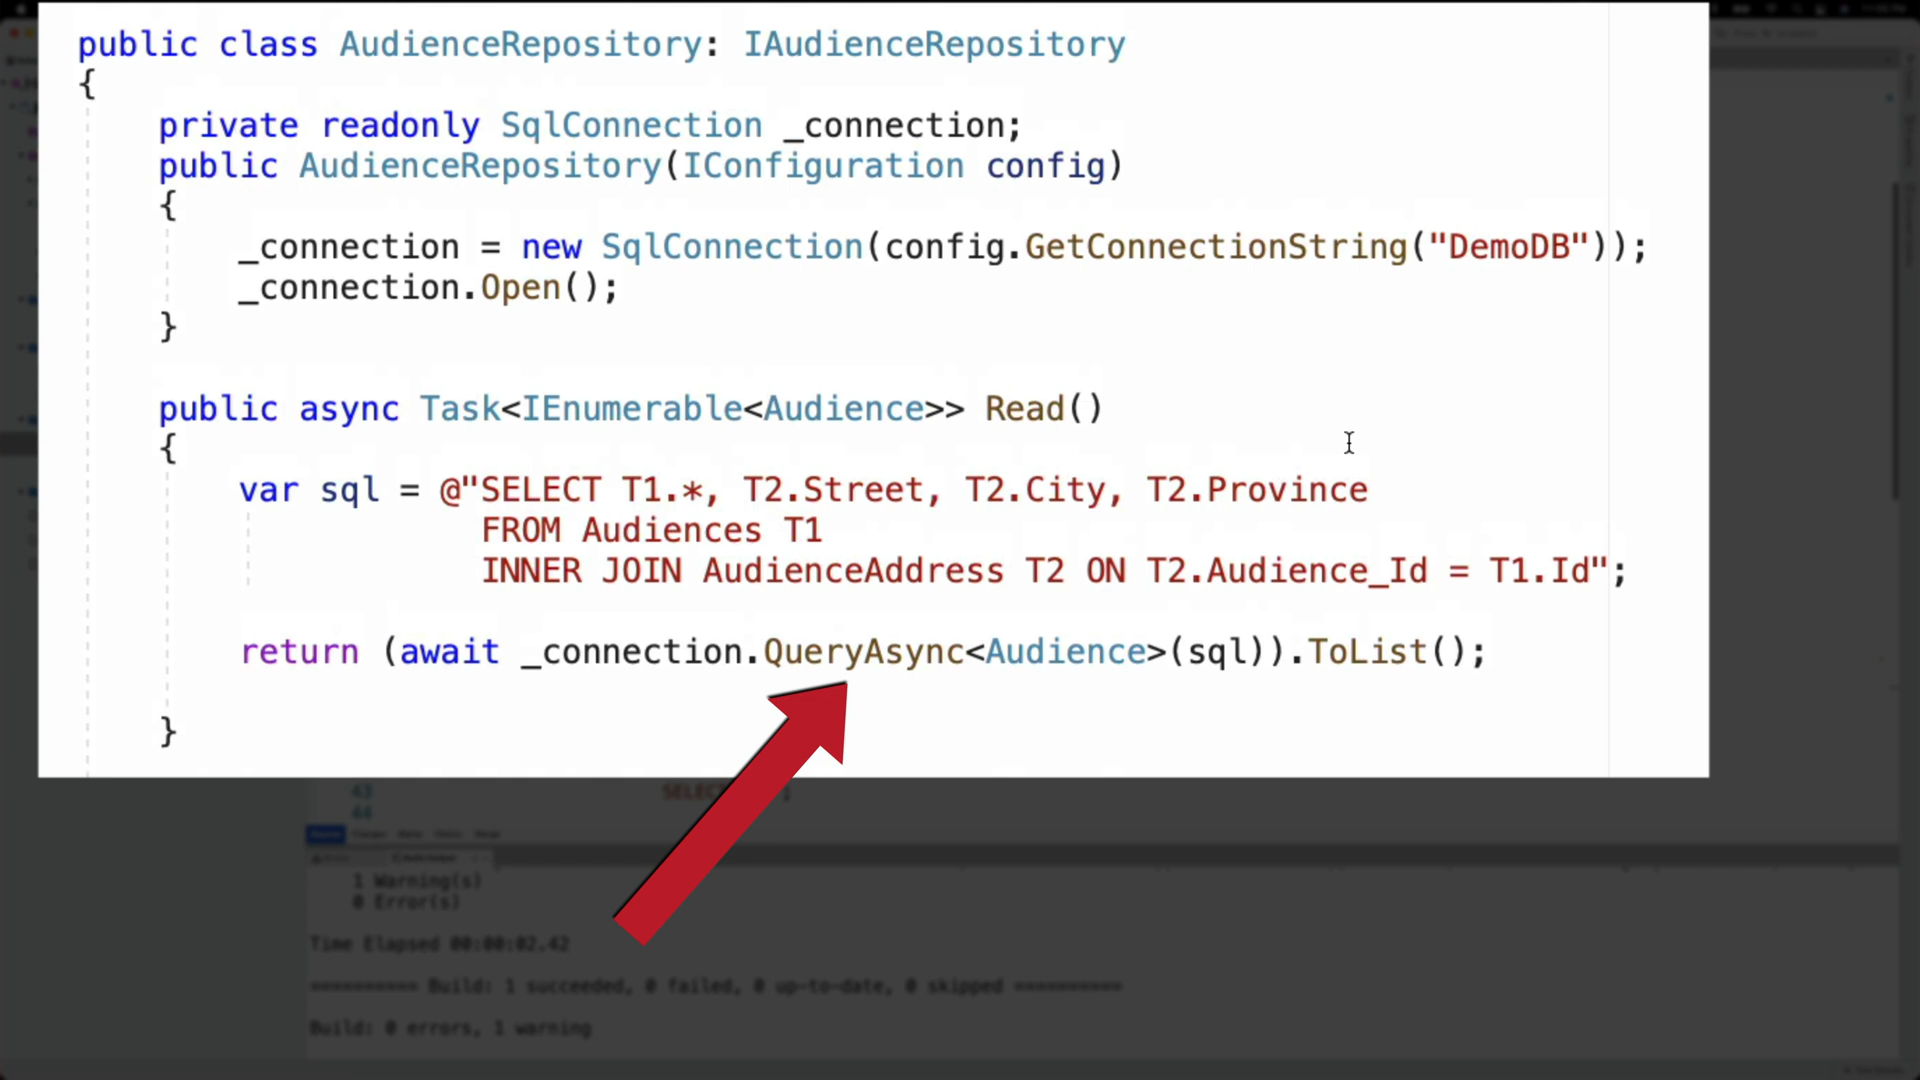 public class AudienceRepository: IAudienceRepository
{
private readonly SqlConnection _connection;
public AudienceRepository(IConfiguration config)
{
_connection = new SqlConnection(config.GetConnectionString("DemoDB"));
_connection.Open();
}
public async Task<IEnumerable<Audience>> Read()
{
var sql = @"SELECT T1.*, T2.Street, T2.City, T2.Province
FROM Audiences T1
INNER JOIN AudienceAddress T2 ON T2.Audience_Id = T1.Id";
return (await _connection.QueryAsync<Audience>(sql)).ToList();
}
43
44
1 Warning(s)
0 Error(s)
Time Elapsed 00:00:02.42
========== Build: 1 succeeded, 0 failed, 0 up-to-date, 0 skipped ==========
Build: 0 errors, 1 warning